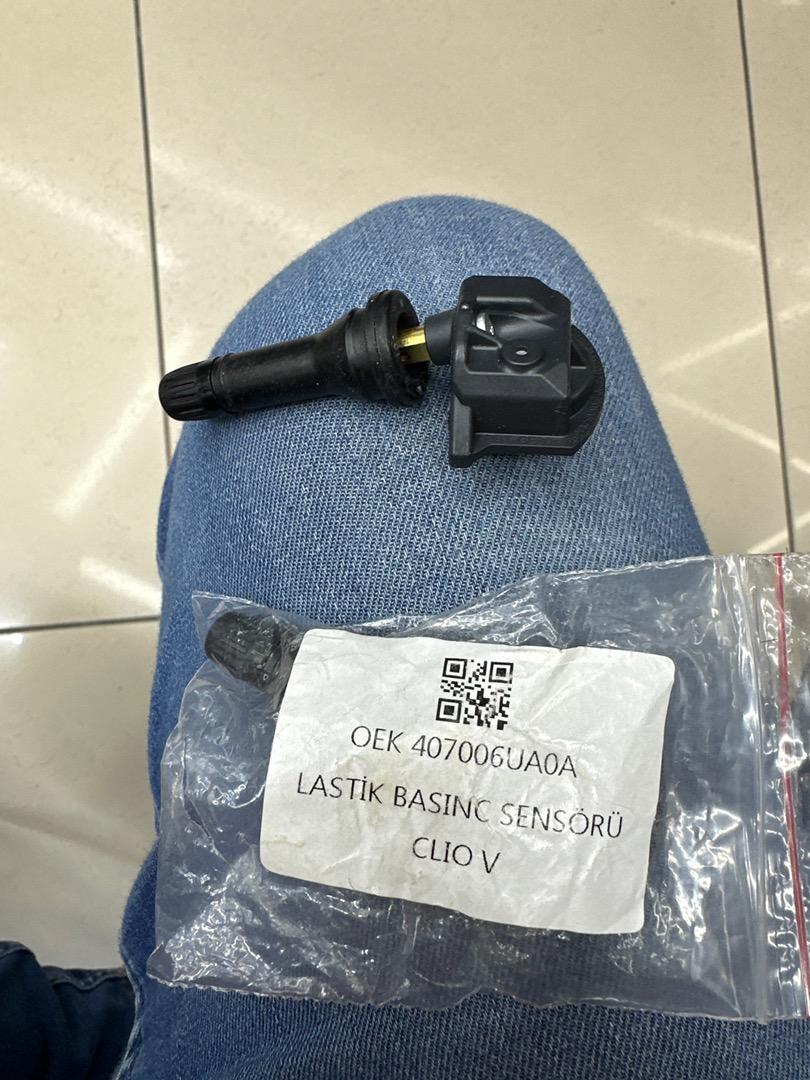 OEK 407006UA0A
LASTİK BASINC SENSÖRÜ
CLIO V